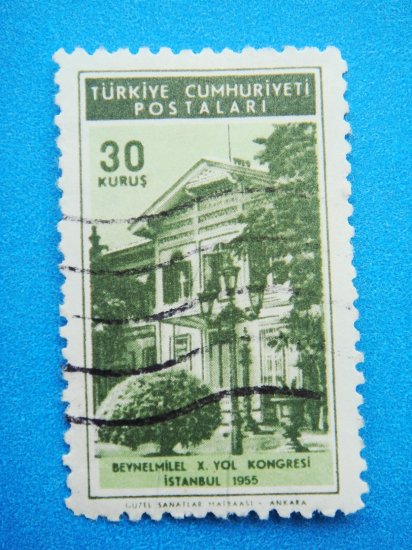 TÜRKİYE CUMHURİYETİ
POSTALARI
30
KURUŞ
BEYNELMİLEL X. YOL KONGRESİ
İSTANBUL 1955
GÜZEL SANATLAR MATBAASI - ANKARA